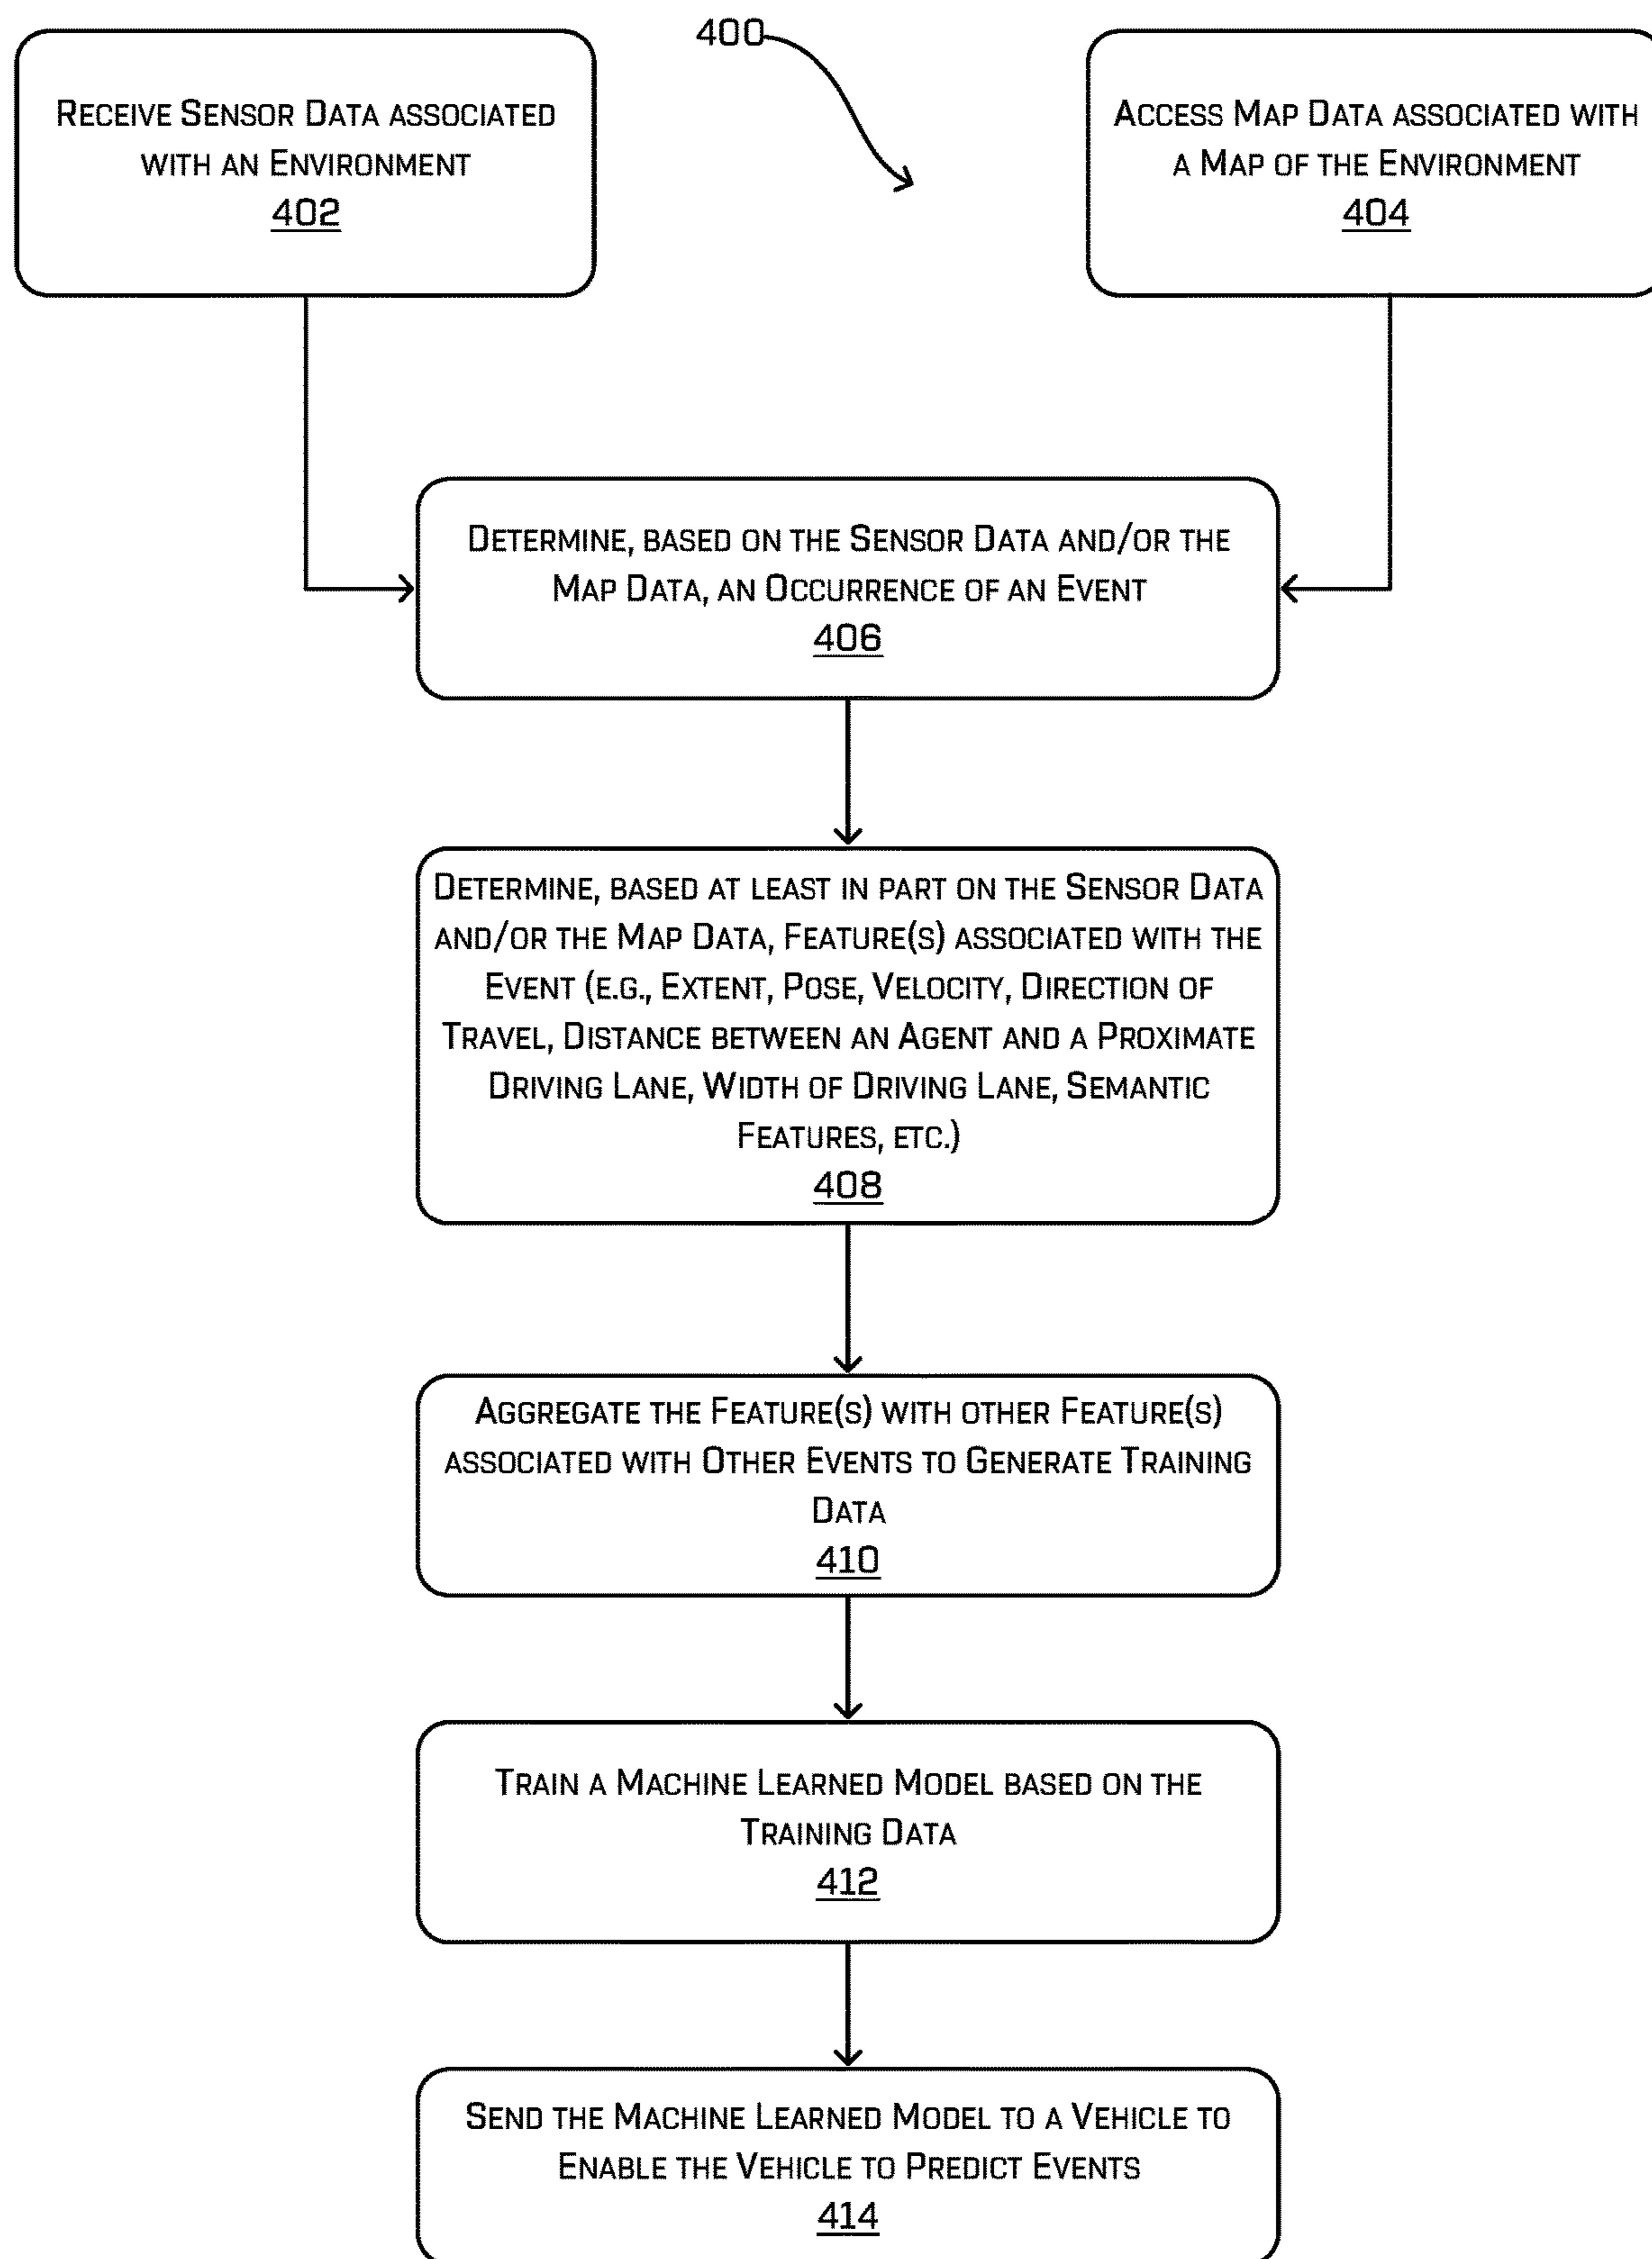 400
Receive Sensor Data associated
with an Environment
402
Access Map Data associated with
a Map of the Environment
404
Determine, based on the Sensor Data and/or the
Map Data, an Occurrence of an Event
406
Determine, based at least in part on the Sensor Data
and/or the Map Data, Feature(s) associated with the
Event (e.g., Extent, Pose, Velocity, Direction of
Travel, Distance between an Agent and a Proximate
Driving Lane, Width of Driving Lane, Semantic
Features, etc.)
408
Aggregate the Feature(s) with other Feature(s)
associated with Other Events to Generate Training
Data
410
Train a Machine Learned Model based on the
Training Data
412
Send the Machine Learned Model to a Vehicle to
Enable the Vehicle to Predict Events
414